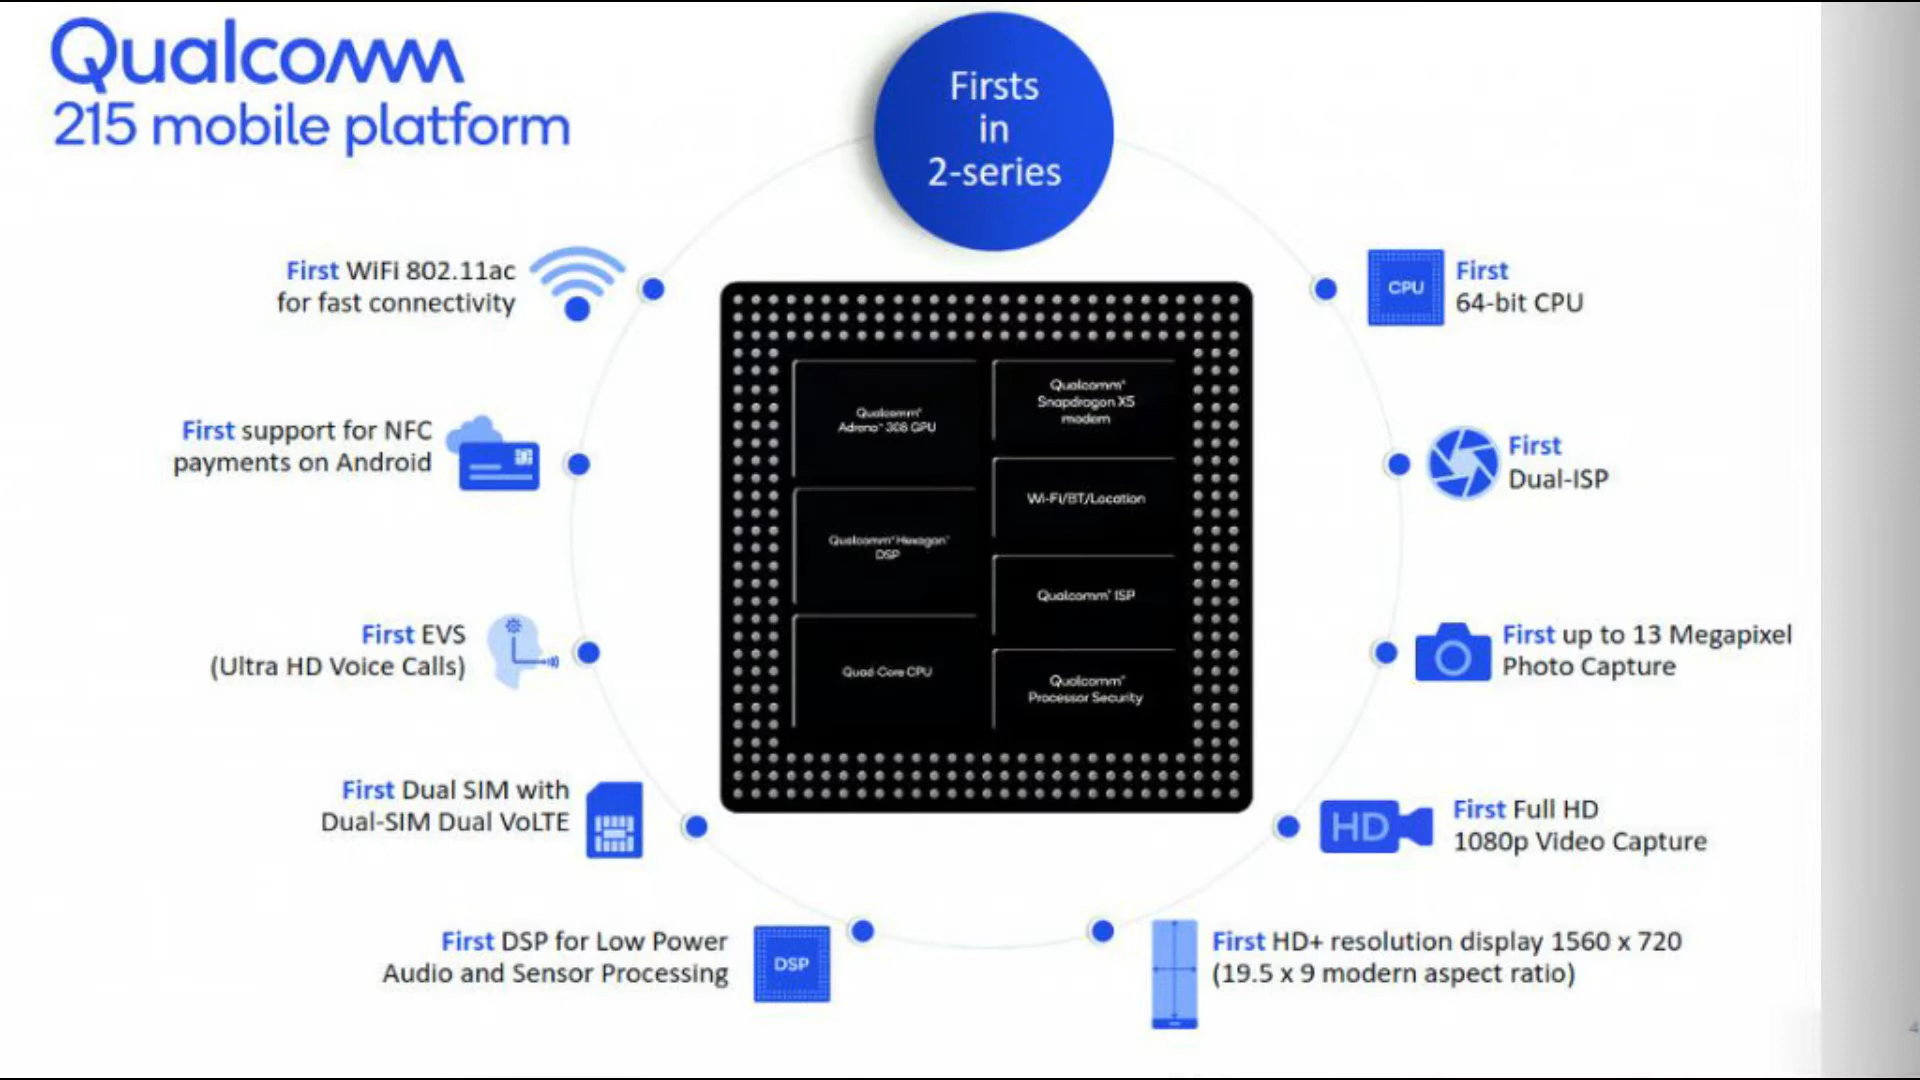 Qualcomm
215 mobile platform
Firsts
in
2-series
First WiFi 802.11ac
for fast connectivity
First support for NFC
payments on Android
First EVS
(Ultra HD Voice Calls)
First Dual SIM with
Dual-SIM Dual VoLTE
First DSP for Low Power
Audio and Sensor Processing
DSP
Qualcomm®
Adreno™ 308 GPU
Qualcomm® Hexagon™
DSP
Quad-Core CPU
Qualcomm®
Snapdragon X5
modem
Wi-Fi/BT/Location
Qualcomm® ISP
Qualcomm®
Processor Security
CPU
First
64-bit CPU
First
Dual-ISP
First up to 13 Megapixel
Photo Capture
HD
First Full HD
1080p Video Capture
First HD+ resolution display 1560 x 720
(19.5 x 9 modern aspect ratio)
4